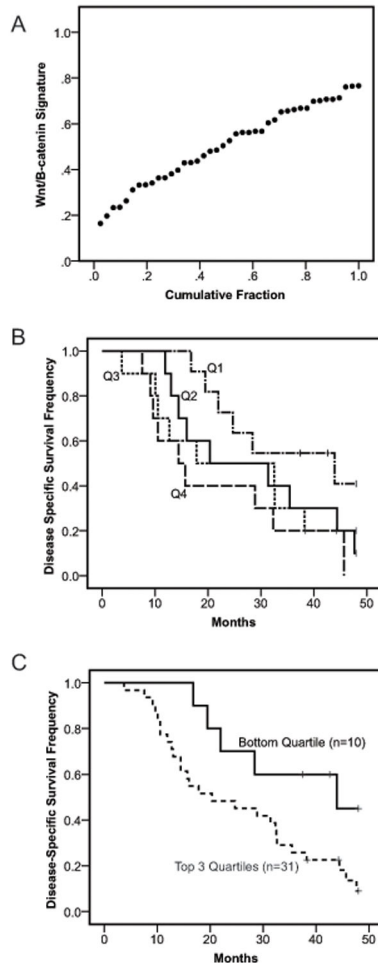 A
1.0
.8
.6
.4
.2
.0
Wnt/B-catenin Signature
.0 .2 .4 .6 .8 1.0
Cumulative Fraction
B
1.0
0.8
0.6
0.4
0.2
0.0
Disease Specific Survival Frequency
Q1
Q3
Q2
Q4
0 10 20 30 40 50
Months
C
1.0
0.8
0.6
0.4
0.2
0.0
Disease-Specific Survival Frequency
Bottom Quartile (n=10)
Top 3 Quartiles (n=31)
0 10 20 30 40 50
Months